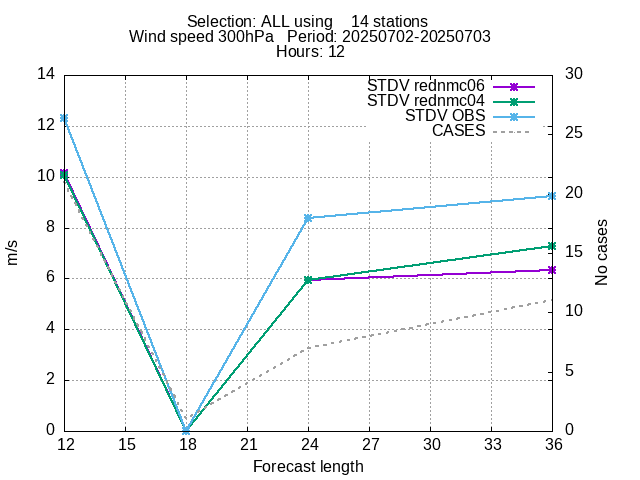 Selection: ALL using    14 stations
Wind speed 300hPa   Period: 20250702-20250703
Hours: 12
STDV rednmc06
STDV rednmc04
STDV OBS
CASES
14
12
10
8
6
4
2
0
m/s
30
25
20
15
10
5
0
No cases
12 15 18 21 24 27 30 33 36
Forecast length